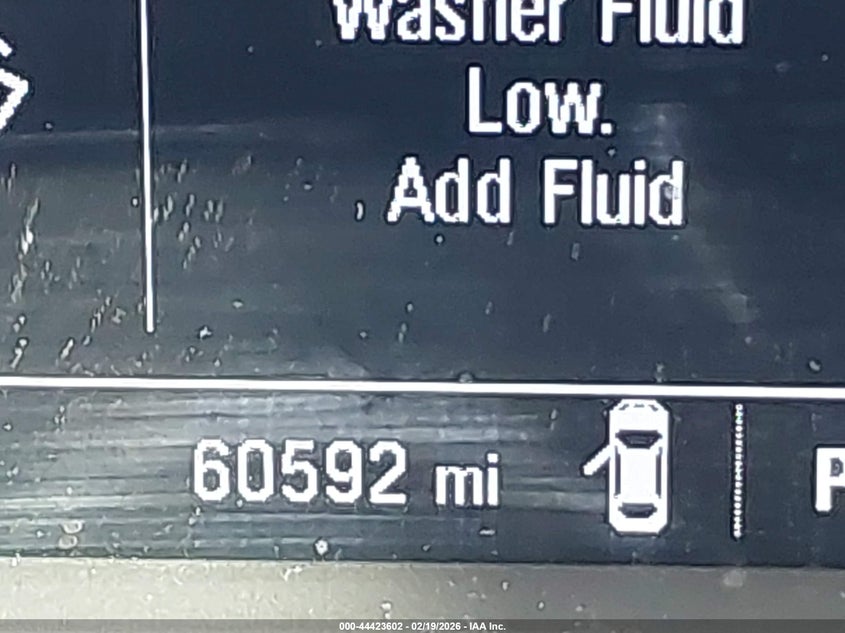 Washer Fluid
Low.
Add Fluid
60592 mi
P
000-44423602 - 02/19/2026 - IAA Inc.